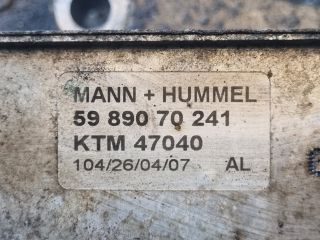 MANN + HUMMEL
59 890 70 241
KTM 47040
104/26/04/07 AL